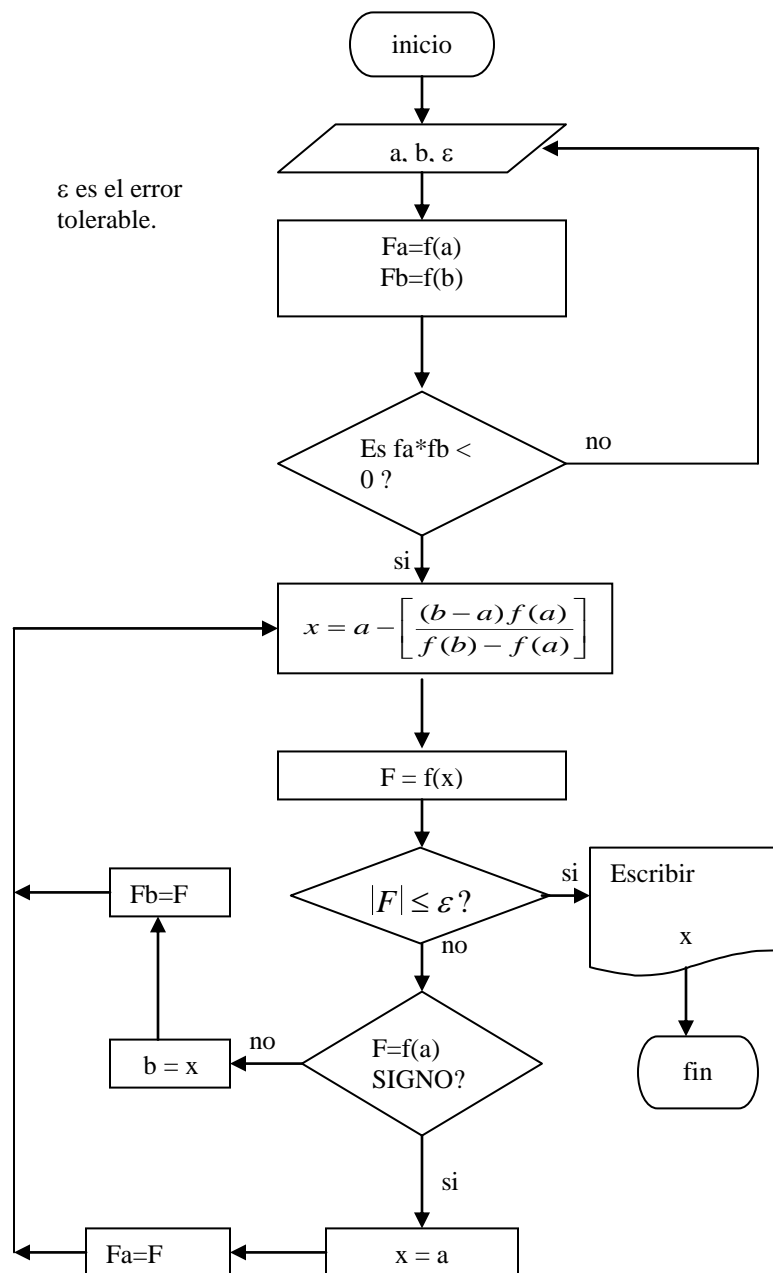 inicio
a, b, ε
ε es el error
tolerable.
Fa=f(a)
Fb=f(b)
Es fa*fb <
0 ?
no
si
x = a − [ (b − a) f(a) / f(b) − f(a) ]
F = f(x)
|F| ≤ ε ?
si
Escribir
x
no
Fb=F
F=f(a)
SIGNO?
no
b = x
fin
si
Fa=F
x = a